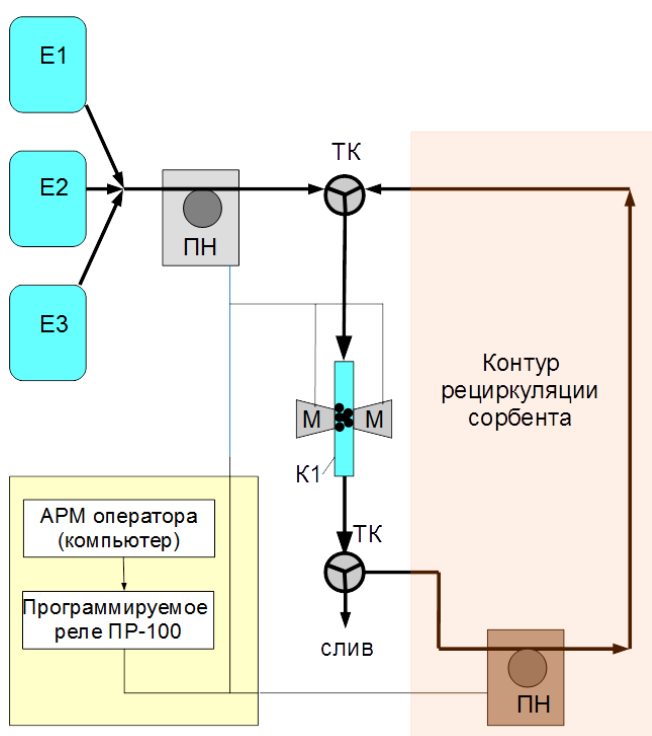 Е1
Е2
Е3
ПН
ТК
М
М
К1
ТК
слив
Контур
рециркуляции
сорбента
ПН
АРМ оператора
(компьютер)
Программируемое
реле ПР-100